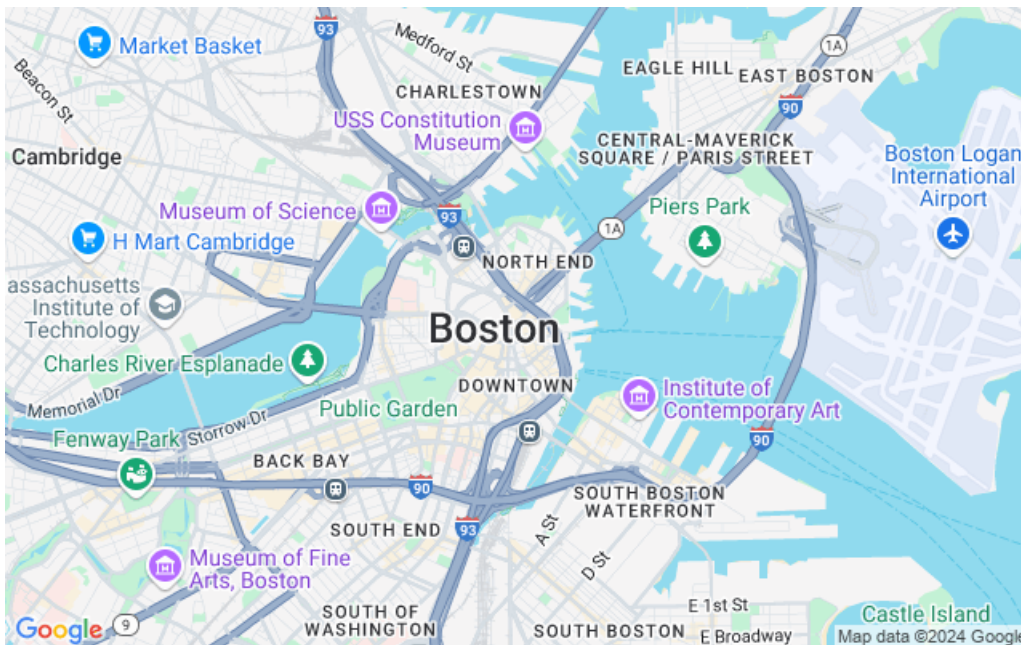 93
Market Basket
Medford St
1A
EAGLE HILL
EAST BOSTON
Beacon St
CHARLESTOWN
90
USS Constitution
Museum
CENTRAL-MAVERICK
SQUARE / PARIS STREET
Cambridge
Boston Logan
International
Airport
Museum of Science
93
Piers Park
1A
H Mart Cambridge
NORTH END
assachusetts
Institute of
Technology
Boston
Charles River Esplanade
DOWNTOWN
Institute of
Contemporary Art
Memorial Dr
Public Garden
Storrow Dr
Fenway Park
90
BACK BAY
90
SOUTH BOSTON
WATERFRONT
SOUTH END
93
A St
D St
Museum of Fine
Arts, Boston
SOUTH OF
WASHINGTON
E 1st St
Castle Island
Google
9
SOUTH BOSTON
E Broadway
Map data ©2024 Google